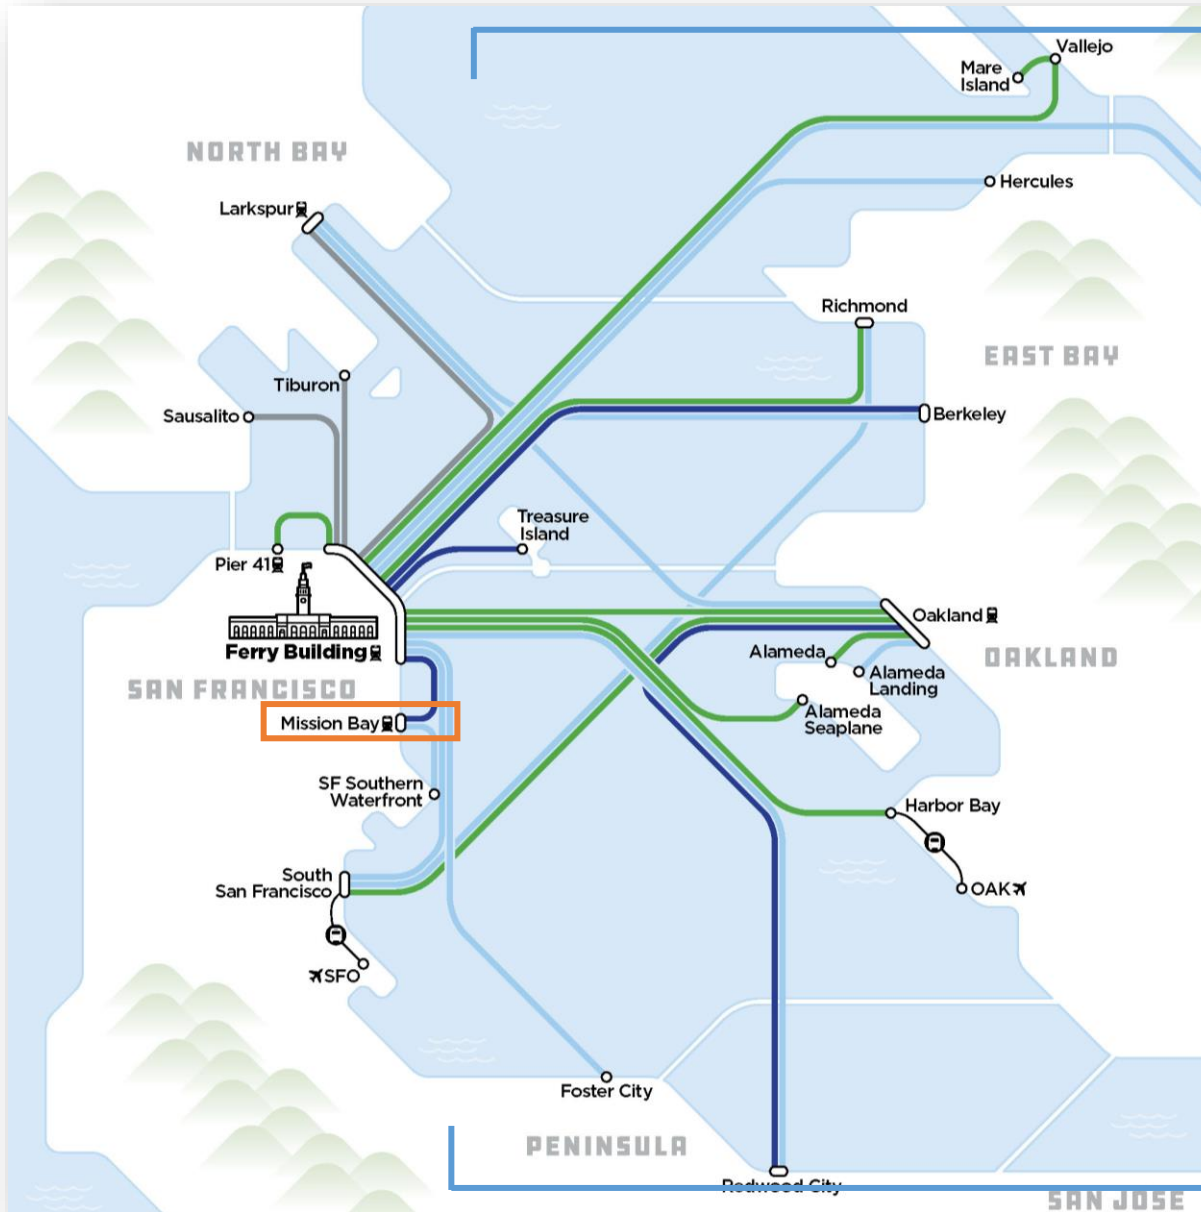 Vallejo
Mare
Island
NORTH BAY
Hercules
Larkspur
Richmond
EAST BAY
Tiburon
Sausalito
Berkeley
Treasure
Island
Pier 41
Oakland
Ferry Building
Alameda
OAKLAND
Alameda
Landing
SAN FRANCISCO
Alameda
Seaplane
Mission Bay
SF Southern
Waterfront
Harbor Bay
South
San Francisco
OAK
SFO
Foster City
PENINSULA
Redwood City
SAN JOSE